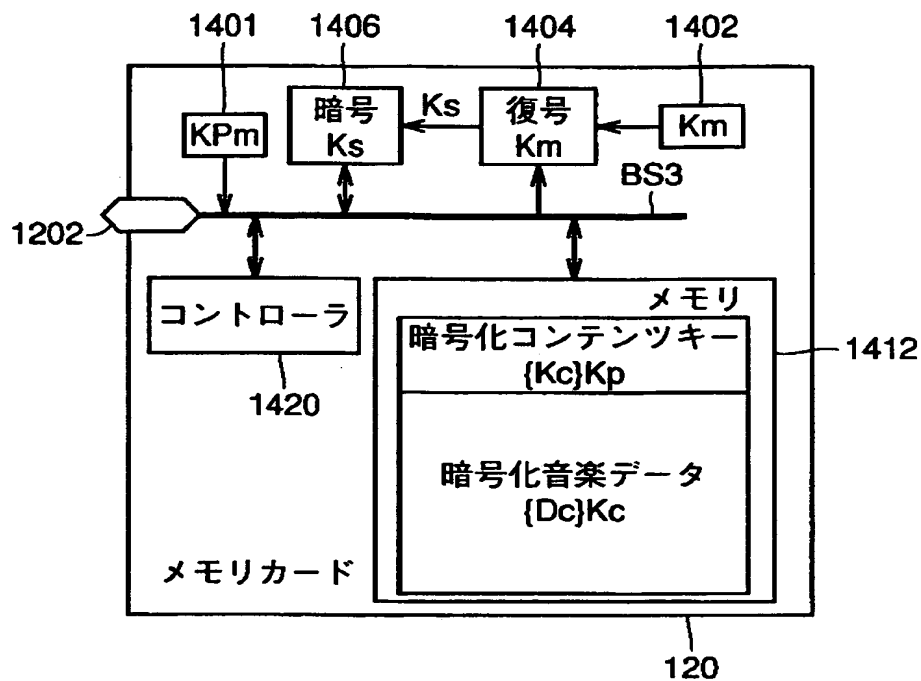 1401
1406
1404
1402
KPm
暗号
Ks
Ks
復号
Km
Km
BS3
1202
コントローラ
1420
メモリ
暗号化コンテンツキー
{Kc}Kp
1412
暗号化音楽データ
{Dc}Kc
メモリカード
120